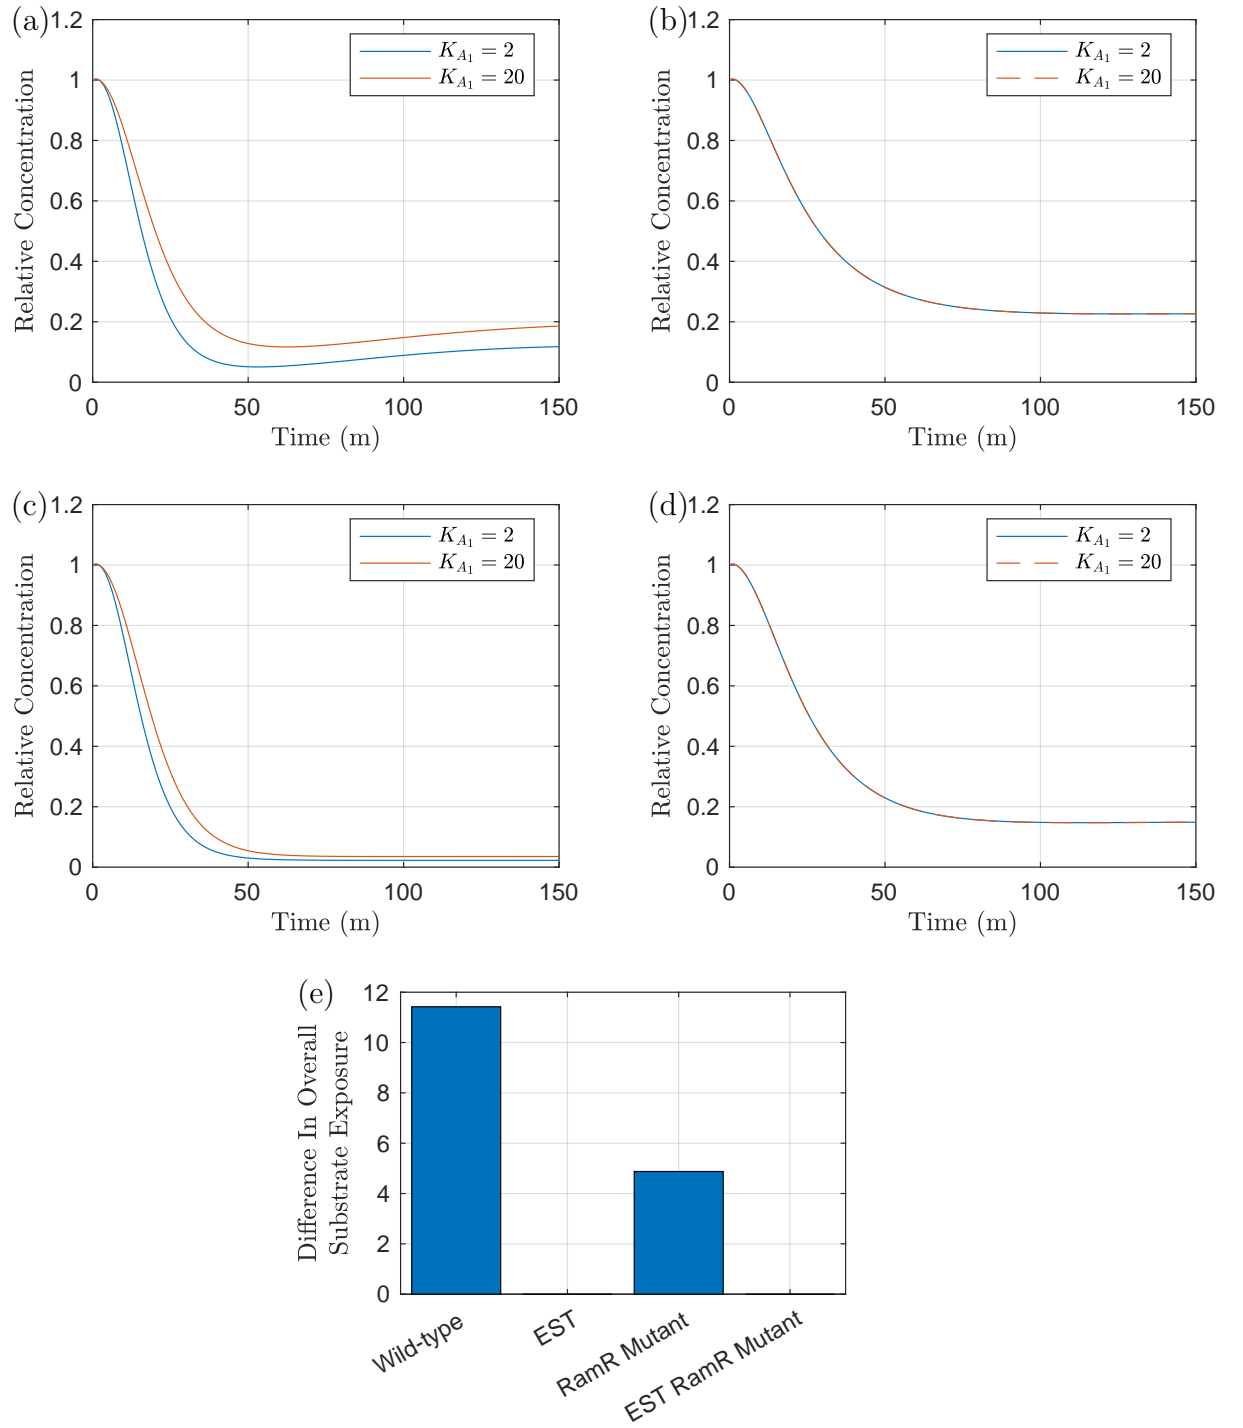 (a)
1.2
1
0.8
0.6
0.4
0.2
0
Relative Concentration
K_{A_1} = 2
K_{A_1} = 20
0 50 100 150
Time (m)
(b)
1.2
1
0.8
0.6
0.4
0.2
0
Relative Concentration
K_{A_1} = 2
K_{A_1} = 20
0 50 100 150
Time (m)
(c)
1.2
1
0.8
0.6
0.4
0.2
0
Relative Concentration
K_{A_1} = 2
K_{A_1} = 20
0 50 100 150
Time (m)
(d)
1.2
1
0.8
0.6
0.4
0.2
0
Relative Concentration
K_{A_1} = 2
K_{A_1} = 20
0 50 100 150
Time (m)
(e)
12
10
8
6
4
2
0
Difference In Overall
Substrate Exposure
Wild-type
EST
RamR Mutant
EST RamR Mutant